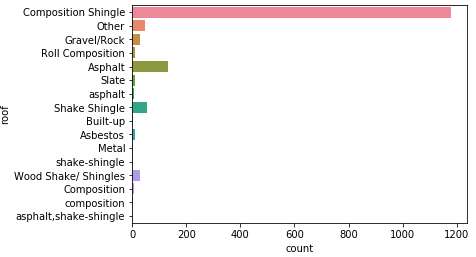 Composition Shingle
Other
Gravel/Rock
Roll Composition
Asphalt
Slate
asphalt
Shake Shingle
Built-up
Asbestos
Metal
shake-shingle
Wood Shake/ Shingles
Composition
composition
asphalt,shake-shingle
roof
0 200 400 600 800 1000 1200
count